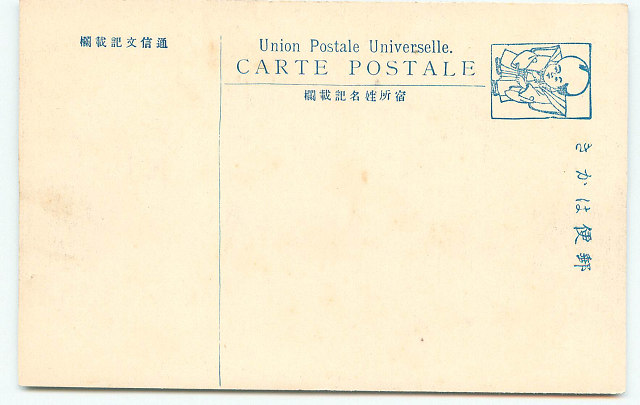 通信文記載欄
Union Postale Universelle.
CARTE POSTALE
宿所姓名記載欄
さかは便郵